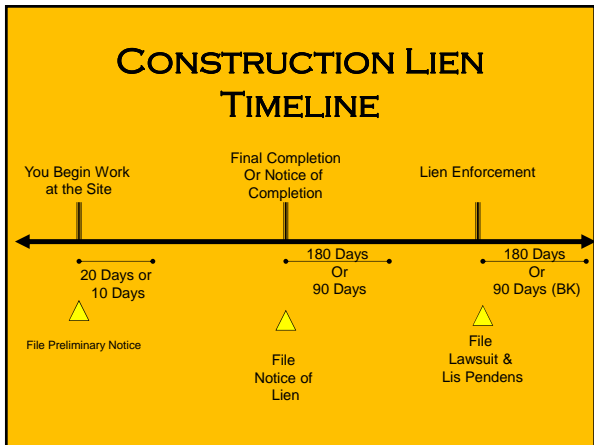 CONSTRUCTION LIEN
TIMELINE
You Begin Work
at the Site
Final Completion
Or Notice of
Completion
Lien Enforcement
20 Days or
10 Days
180 Days
Or
90 Days
180 Days
Or
90 Days (BK)
File Preliminary Notice
File
Notice of
Lien
File
Lawsuit &
Lis Pendens